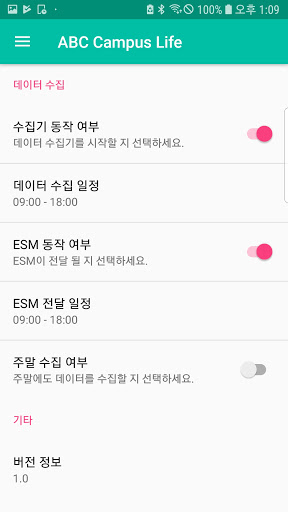 100% 오후 1:09
ABC Campus Life
데이터 수집
수집기 동작 여부
데이터 수집기를 시작할 지 선택하세요.
데이터 수집 일정
09:00 - 18:00
ESM 동작 여부
ESM이 전달 될 지 선택하세요.
ESM 전달 일정
09:00 - 18:00
주말 수집 여부
주말에도 데이터를 수집할 지 선택하세요.
기타
버전 정보
1.0